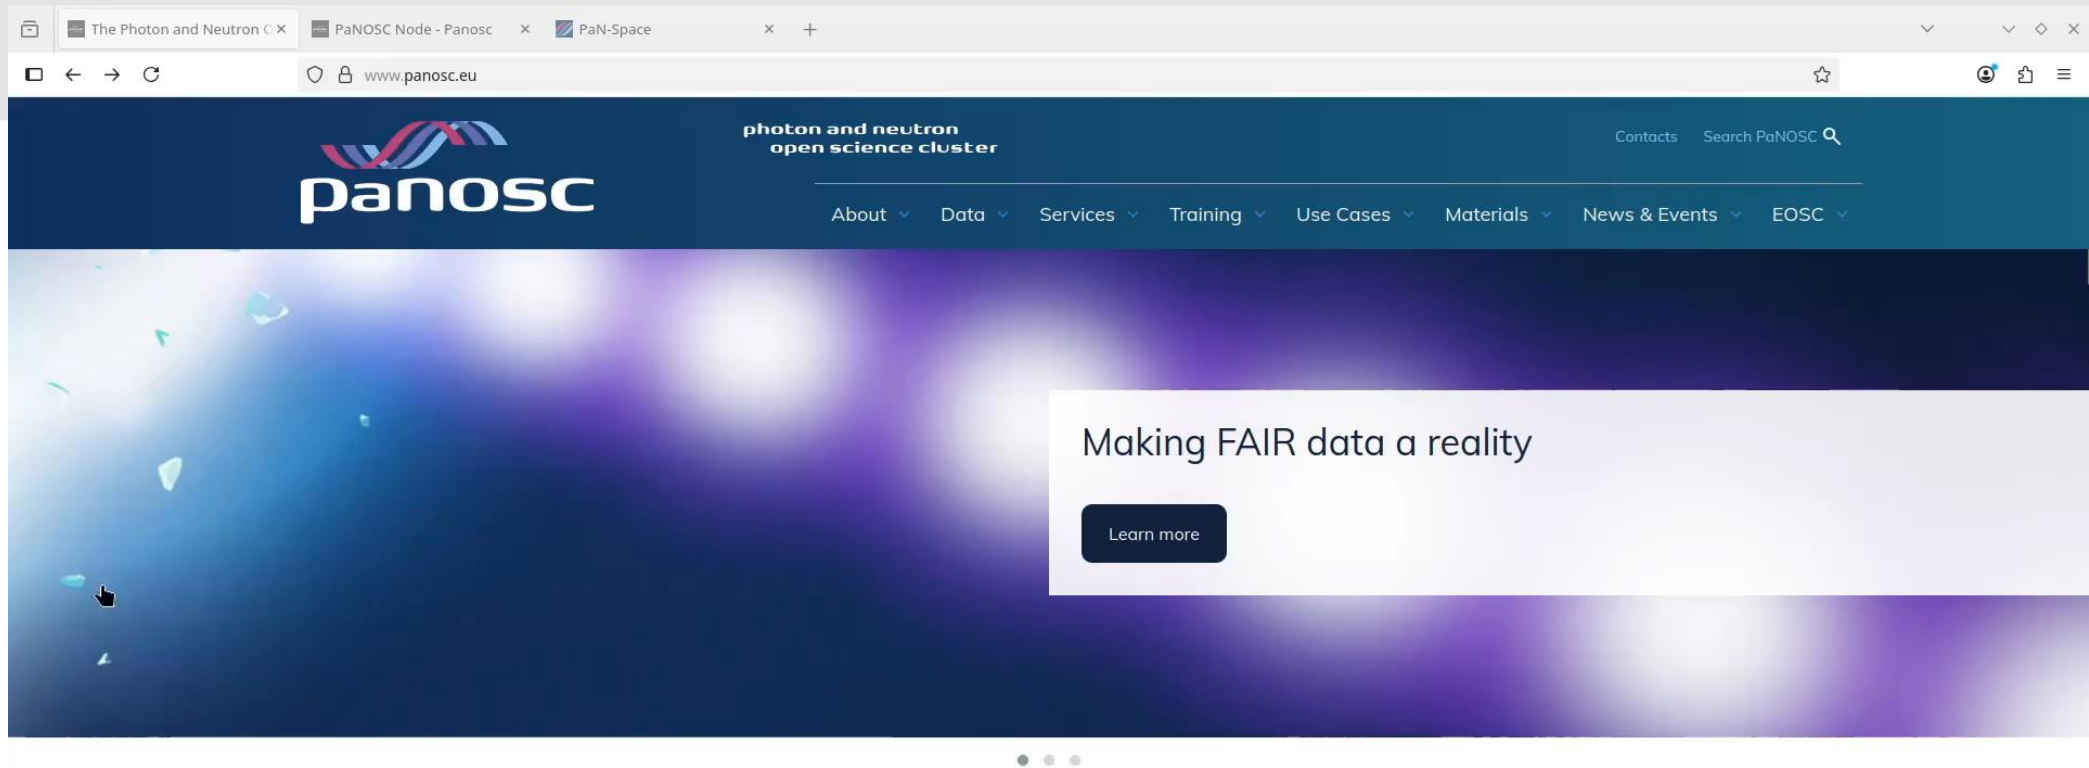 The Photon and Neutron O
PaNOSC Node - Panosc
PaN-Space
www.panosc.eu
panosc
photon and neutron
open science cluster
Contacts
Search PaNOSC
About
Data
Services
Training
Use Cases
Materials
News & Events
EOSC
Making FAIR data a reality
Learn more